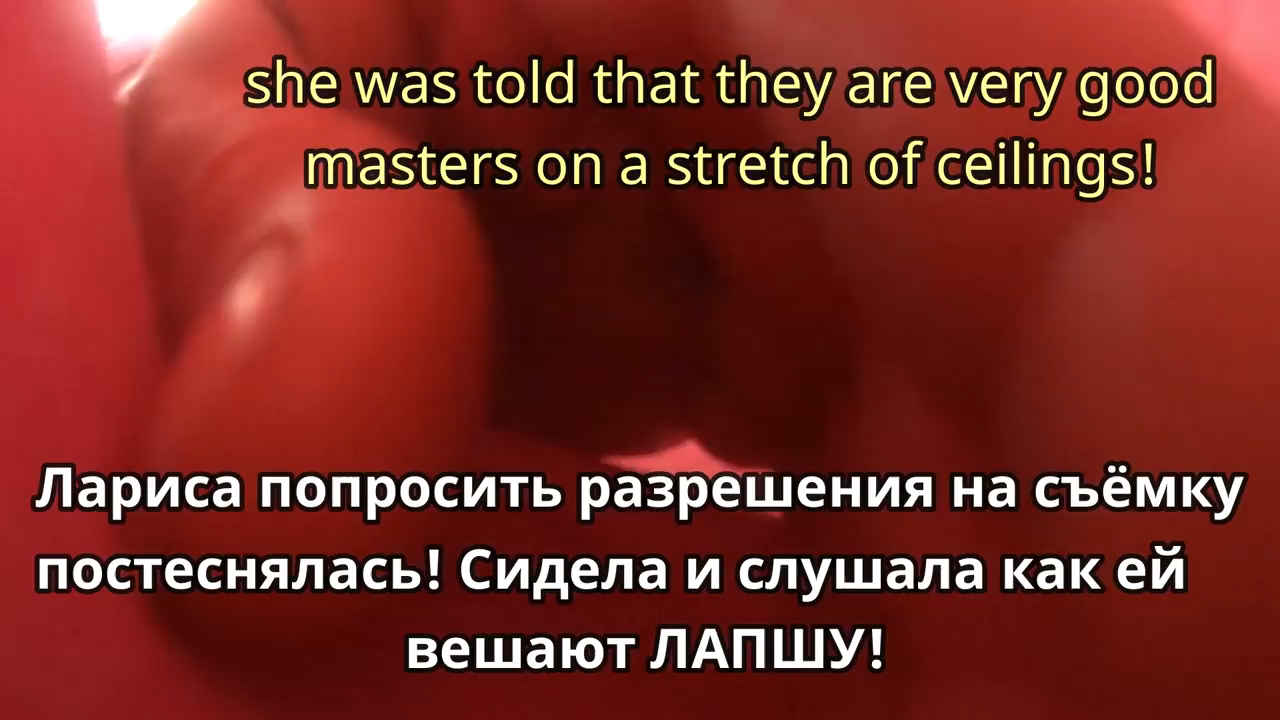 she was told that they are very good
masters on a stretch of ceilings!
Лариса попросить разрешения на съёмку
постеснялась! Сидела и слушала как ей
вешают ЛАПШУ!